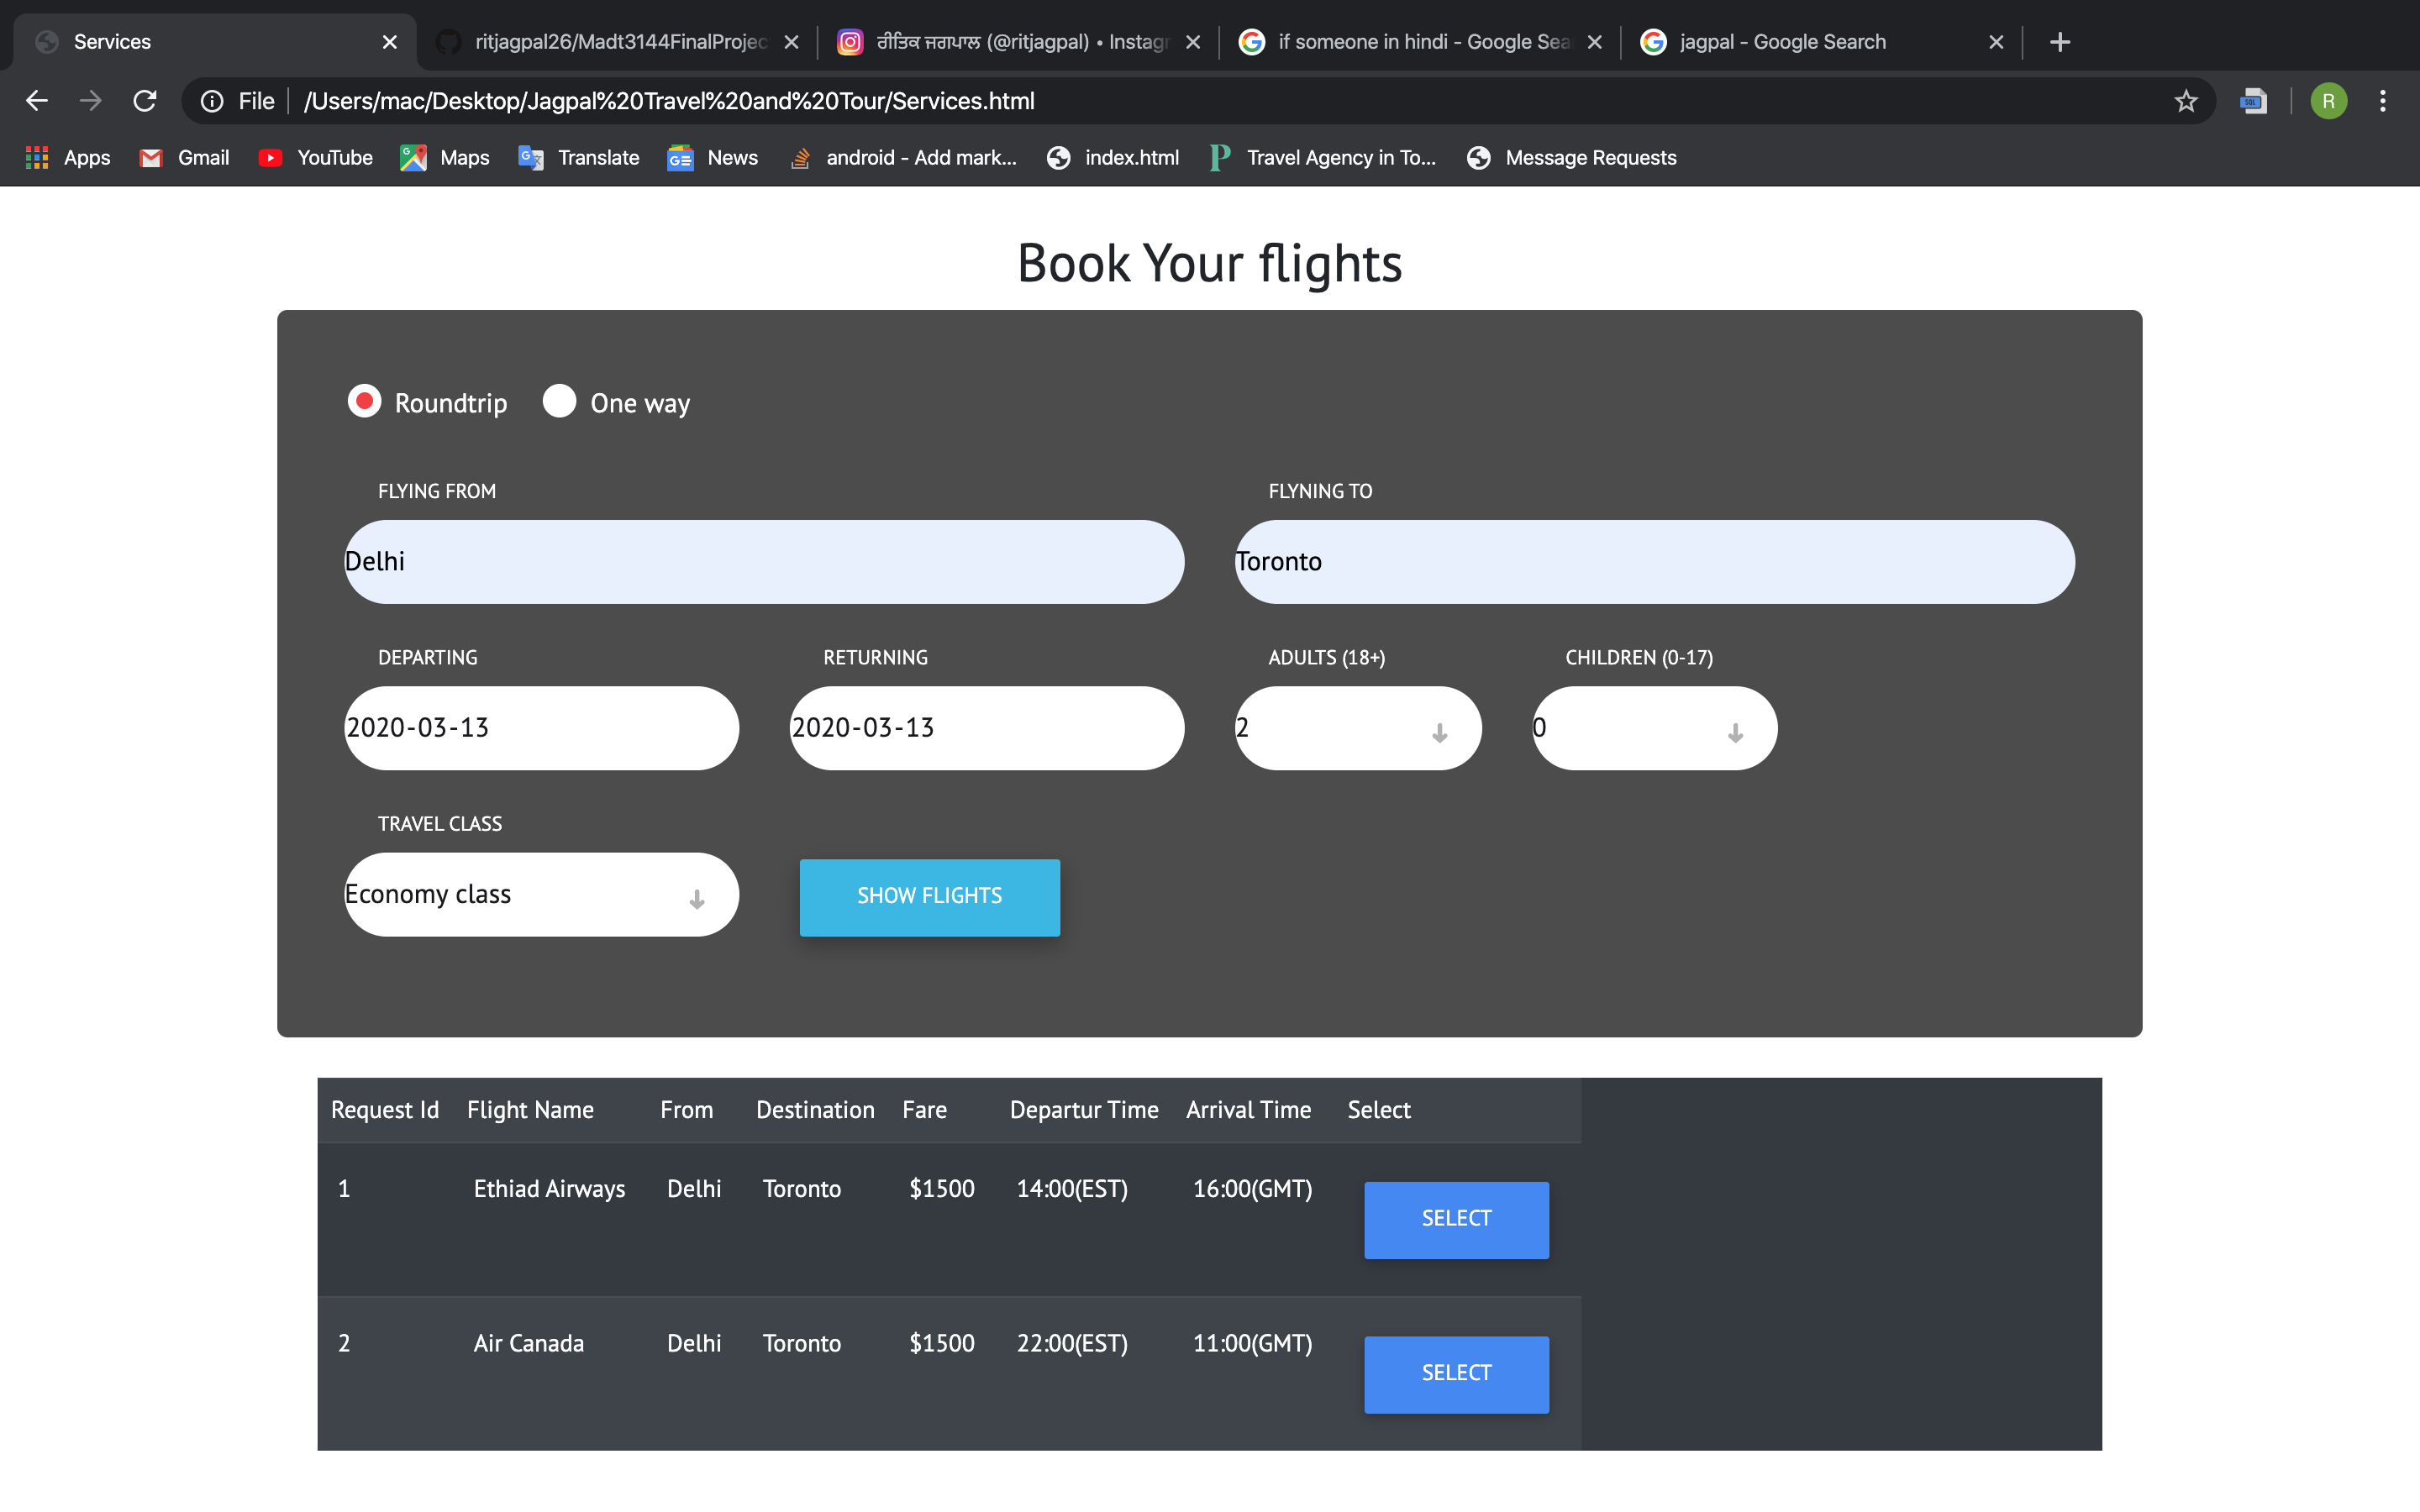 Services ritjagpal26/Madt3144FinalProjec ਰੀਤਿਕ ਜਗਪਾਲ (@ritjagpal) • Instagr if someone in hindi - Google Sea jagpal - Google Search
File /Users/mac/Desktop/Jagpal%20Travel%20and%20Tour/Services.html SQL R
Apps Gmail YouTube Maps Translate News android - Add mark... index.html Travel Agency in To... Message Requests
Book Your flights
Roundtrip One way
FLYING FROM FLYNING TO
Delhi Toronto
DEPARTING RETURNING ADULTS (18+) CHILDREN (0-17)
2020-03-13 2020-03-13 2 0
TRAVEL CLASS
Economy class SHOW FLIGHTS
Request Id Flight Name From Destination Fare Departur Time Arrival Time Select
1 Ethiad Airways Delhi Toronto $1500 14:00(EST) 16:00(GMT) SELECT
2 Air Canada Delhi Toronto $1500 22:00(EST) 11:00(GMT) SELECT